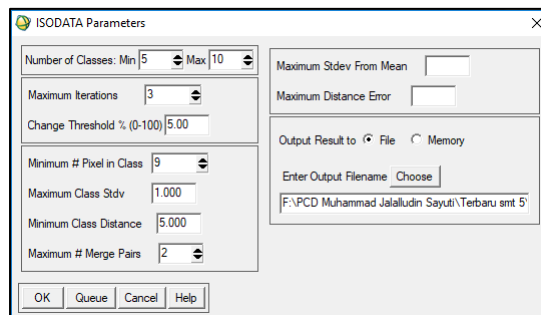 ISODATA Parameters
Number of Classes: Min 5 Max 10
Maximum Iterations 3
Change Threshold % (0-100) 5.00
Minimum # Pixel in Class 9
Maximum Class Stdv 1.000
Minimum Class Distance 5.000
Maximum # Merge Pairs 2
Maximum Stdev From Mean
Maximum Distance Error
Output Result to File Memory
Enter Output Filename Choose
F:\PCD Muhammad Jalalludin Sayuti\Terbaru smt 5\
OK Queue Cancel Help